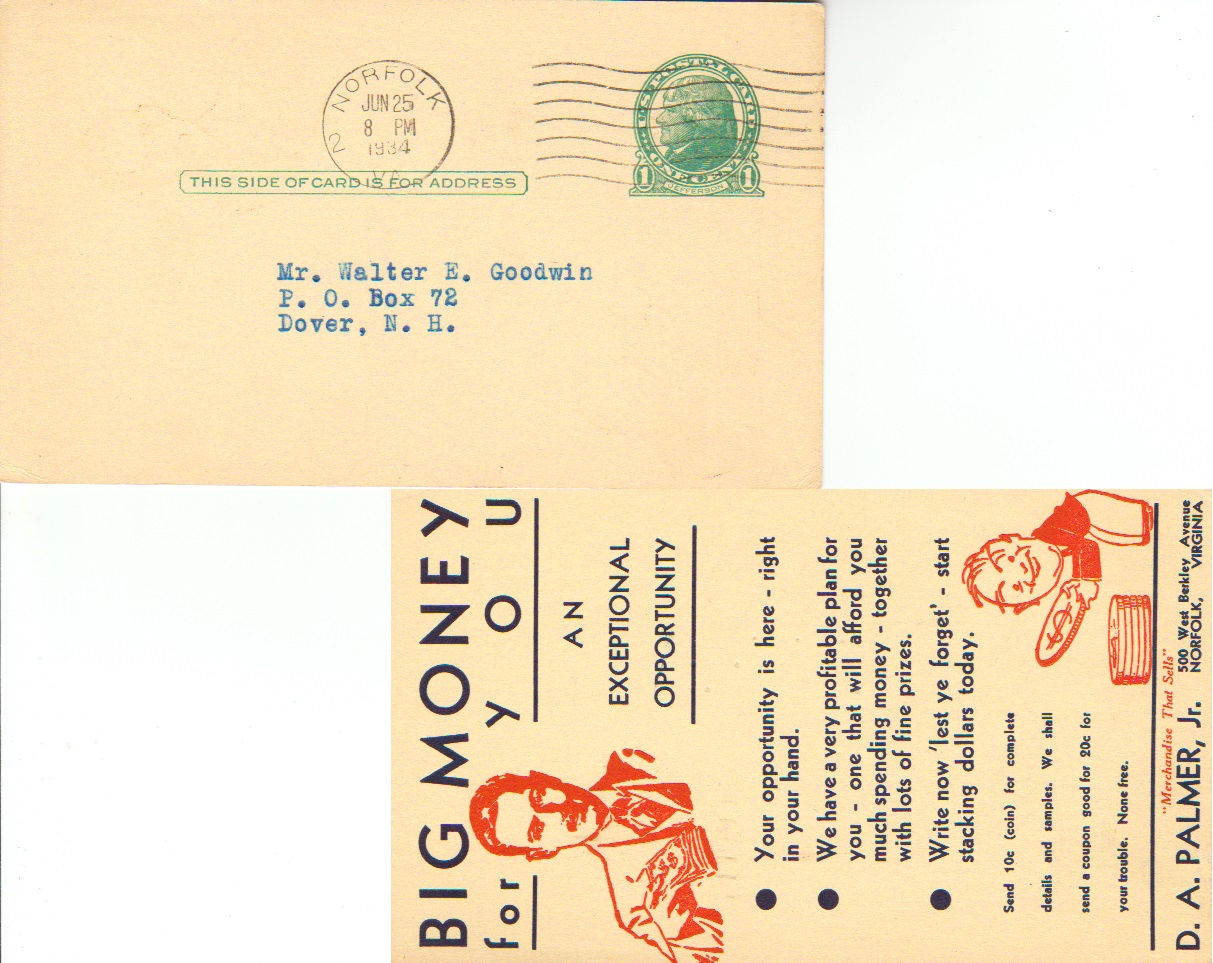 NORFOLK
JUN 25
8 PM
1934
2
VA.
U.S. POSTAL CARD
ONE CENT
1 JEFFERSON 1
THIS SIDE OF CARD IS FOR ADDRESS
Mr. Walter E. Goodwin
P. O. Box 72
Dover, N. H.
BIG MONEY
for YOU
AN
EXCEPTIONAL
OPPORTUNITY
Your opportunity is here - right
in your hand.
We have a very profitable plan for
you - one that will afford you
much spending money - together
with lots of fine prizes.
Write now 'lest ye forget' - start
stacking dollars today.
Send 10c (coin) for complete
details and samples. We shall
send a coupon good for 20c for
your trouble. None free.
$
"Merchandise That Sells"
D. A. PALMER, Jr.
500 West Berkley Avenue
NORFOLK, VIRGINIA